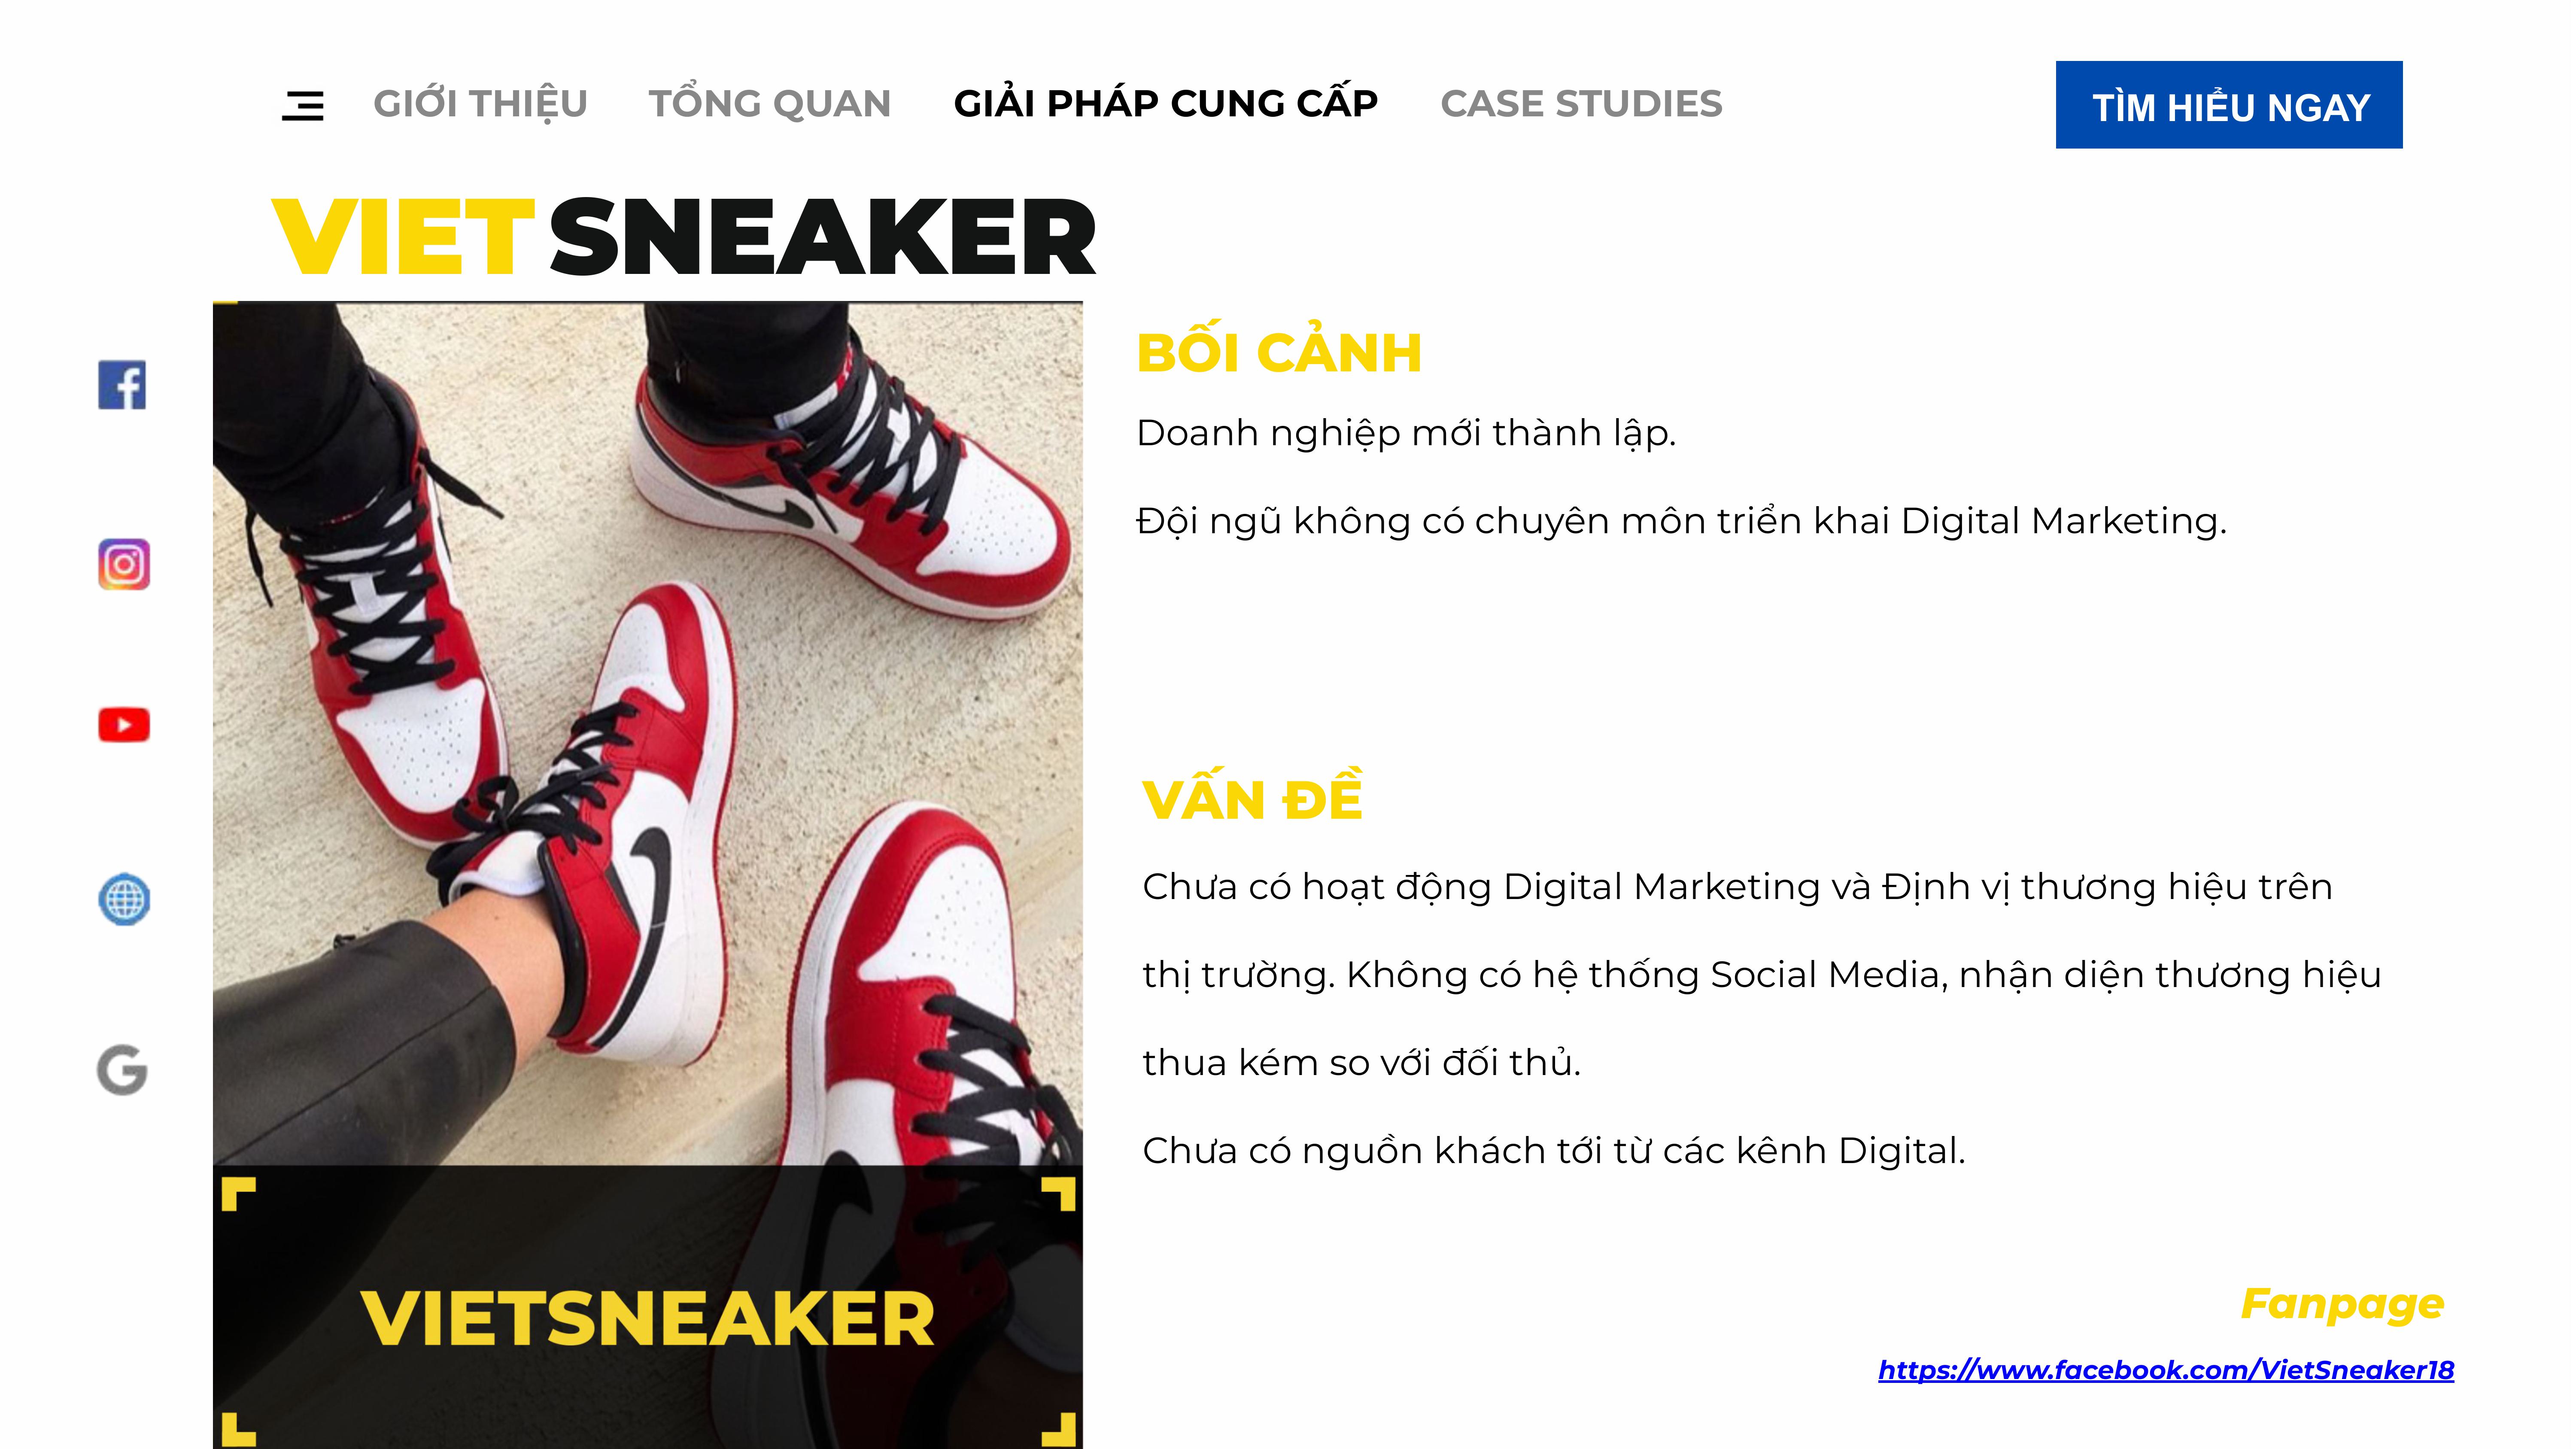 GIỚI THIỆU TỔNG QUAN GIẢI PHÁP CUNG CẤP CASE STUDIES TÌM HIỂU NGAY
VIET SNEAKER
BỐI CẢNH
Doanh nghiệp mới thành lập.
Đội ngũ không có chuyên môn triển khai Digital Marketing.
VẤN ĐỀ
Chưa có hoạt động Digital Marketing và Định vị thương hiệu trên
thị trường. Không có hệ thống Social Media, nhận diện thương hiệu
thua kém so với đối thủ.
Chưa có nguồn khách tới từ các kênh Digital.
VIETSNEAKER
Fanpage
https://www.facebook.com/VietSneaker18